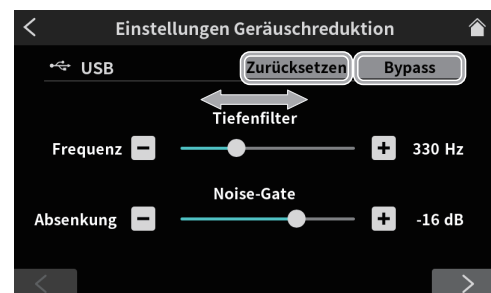 Einstellungen Geräuschreduktion
USB Zurücksetzen Bypass
Tiefenfilter
Frequenz - + 330 Hz
Noise-Gate
Absenkung - + -16 dB